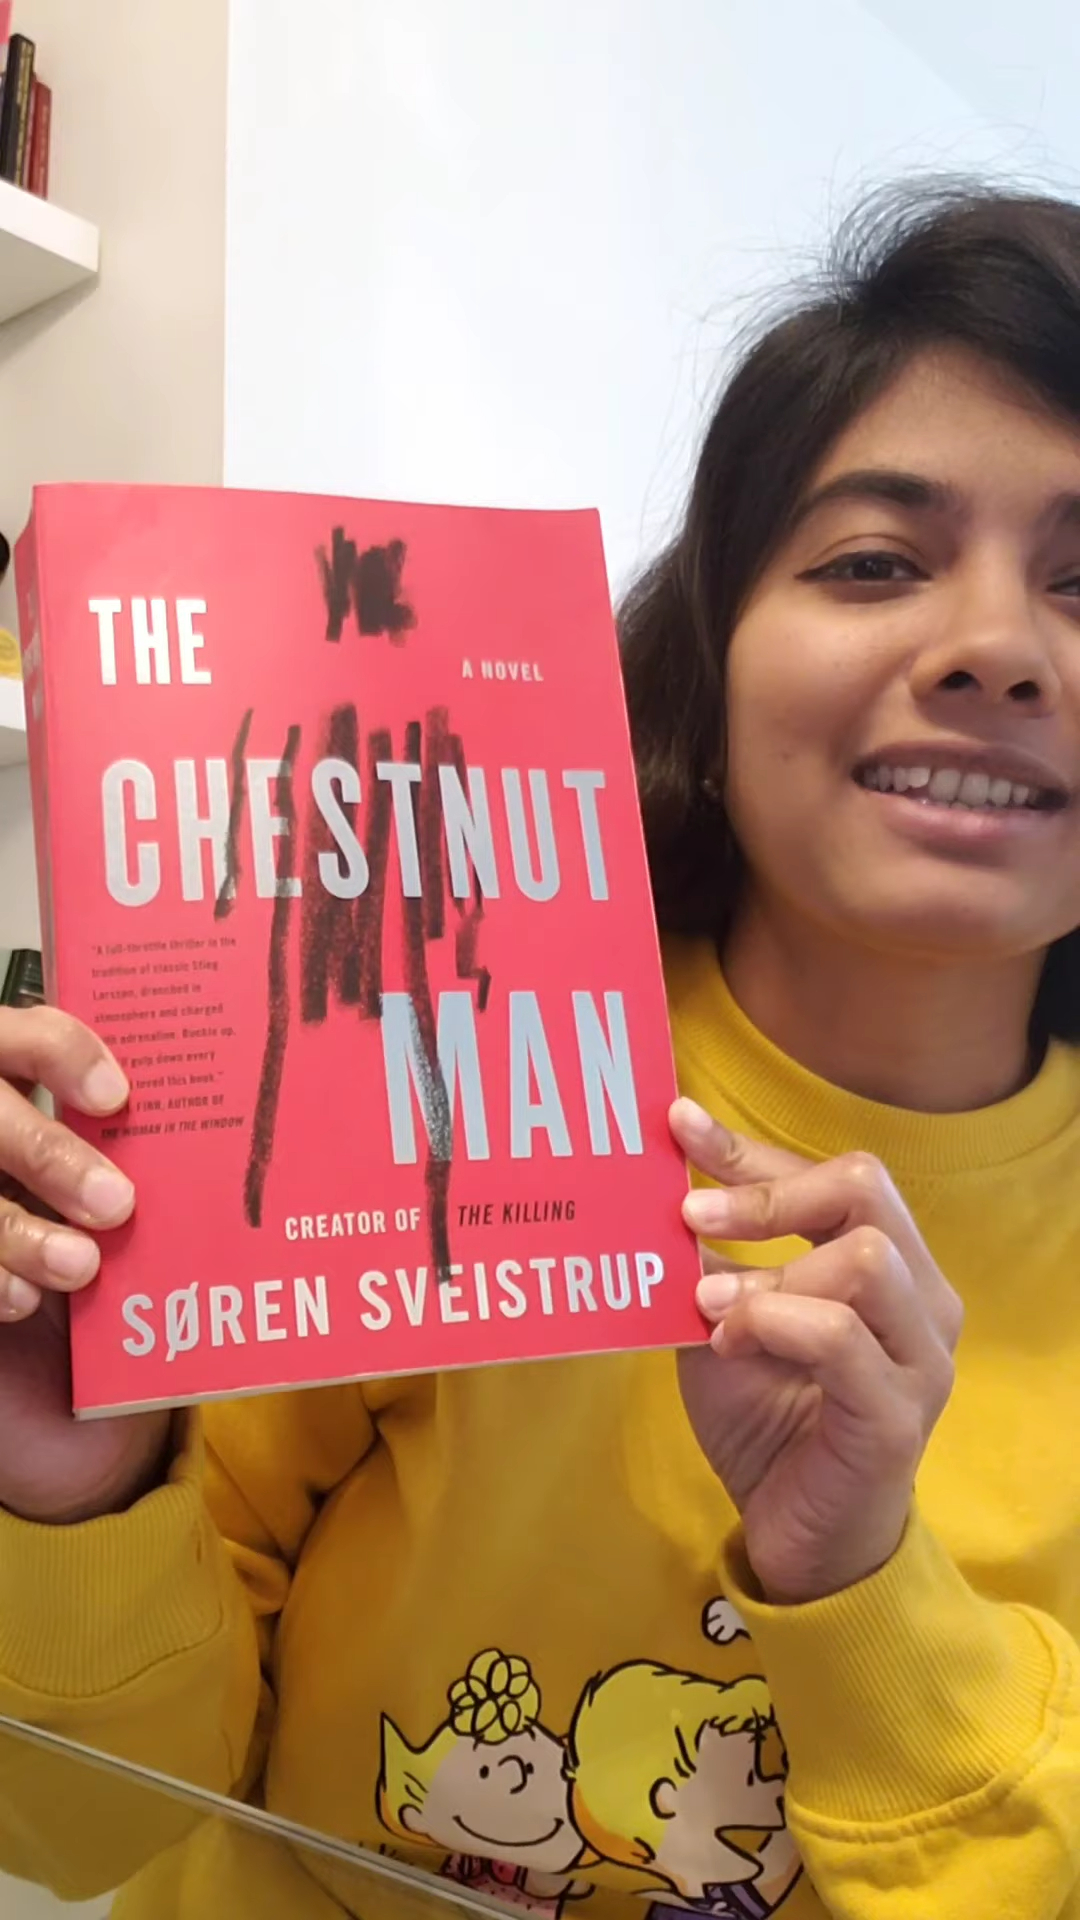 THE
A NOVEL
CHESTNUT
"A full-throttle thriller in the
tradition of classic Stieg
Larsson, drenched in
atmosphere and charged
adrenaline. Buckle up.
gulp down every
loved this book."
FINN, AUTHOR OF
THE WOMAN IN THE WINDOW
MAN
CREATOR OF THE KILLING
SØREN SVEISTRUP